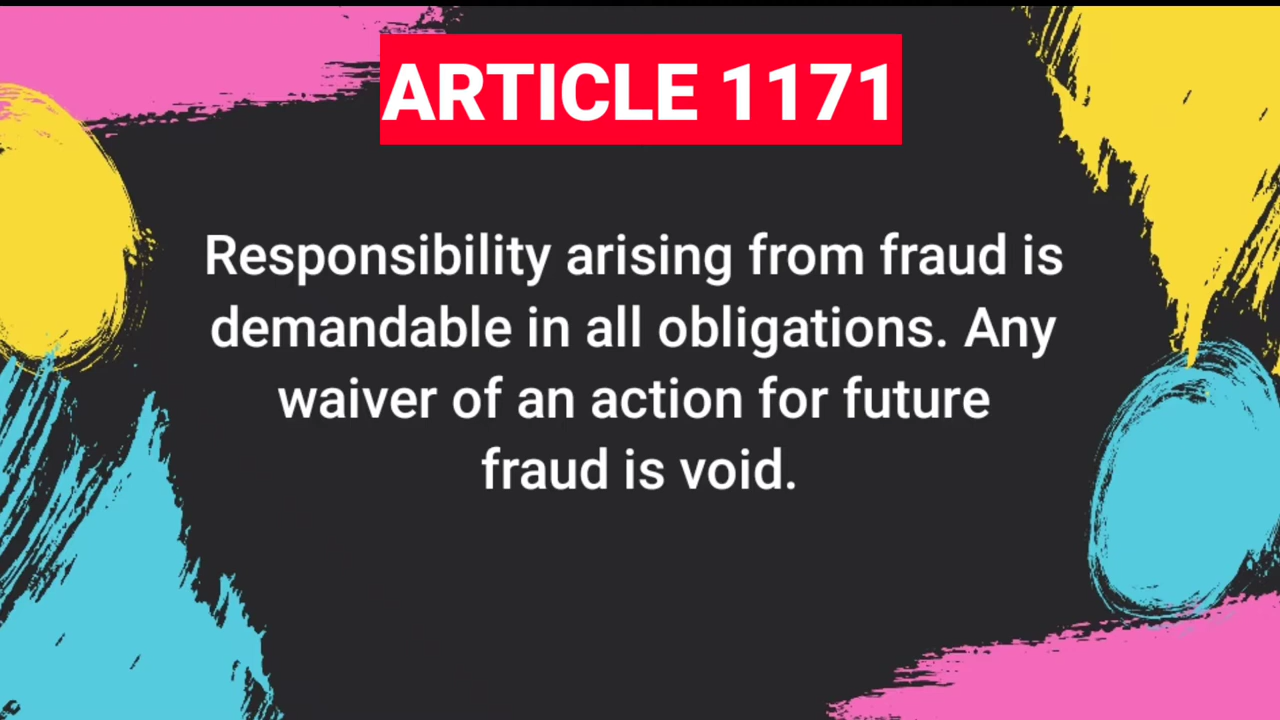 ARTICLE 1171
Responsibility arising from fraud is
demandable in all obligations. Any
waiver of an action for future
fraud is void.